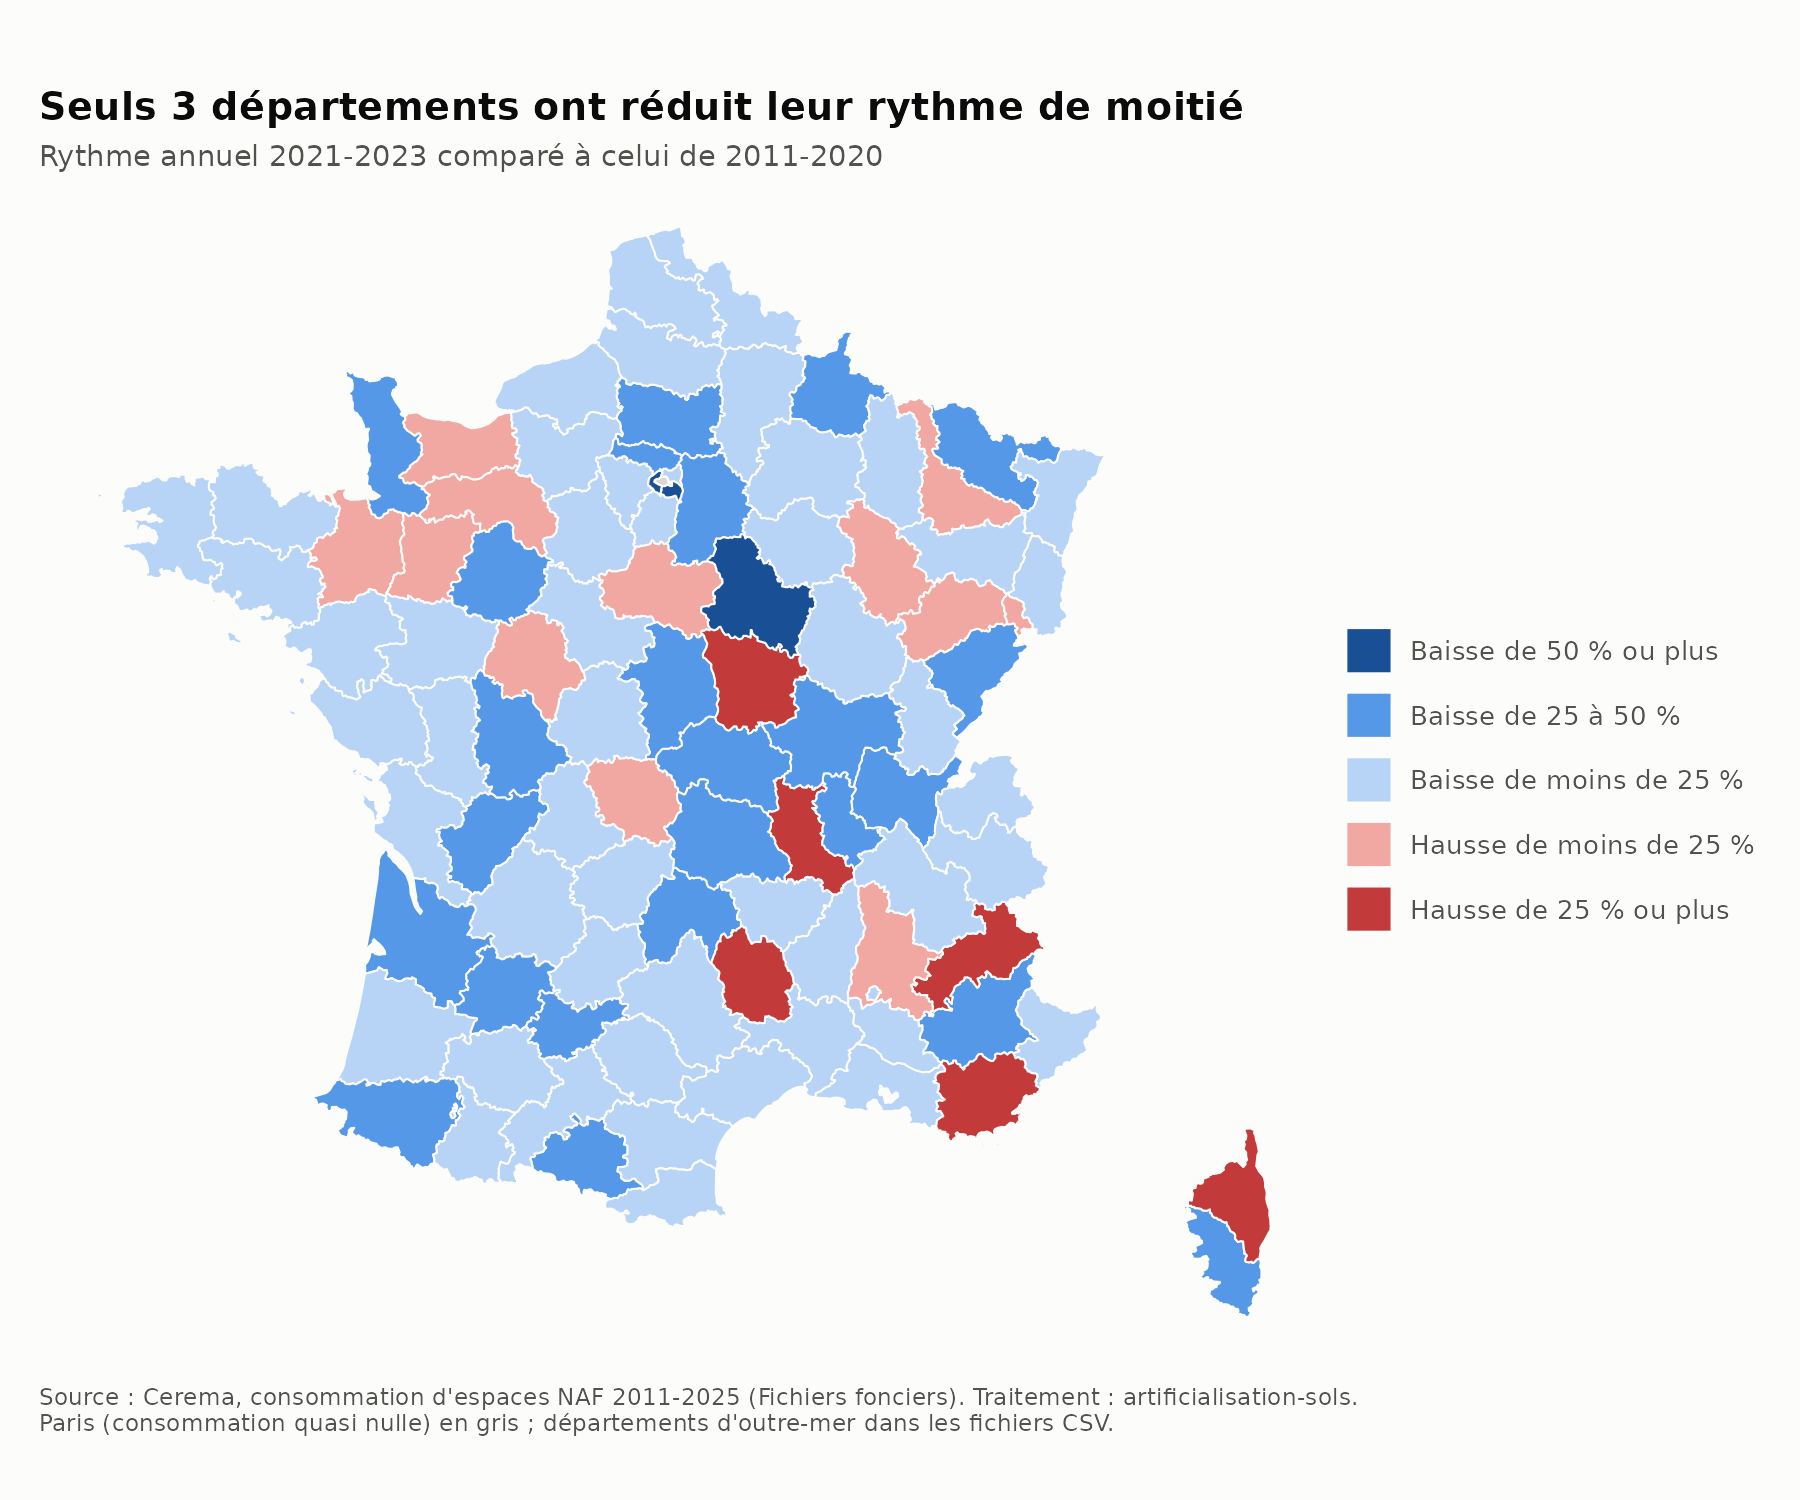 Seuls 3 départements ont réduit leur rythme de moitié
Rythme annuel 2021-2023 comparé à celui de 2011-2020
Baisse de 50 % ou plus
Baisse de 25 à 50 %
Baisse de moins de 25 %
Hausse de moins de 25 %
Hausse de 25 % ou plus
Source : Cerema, consommation d'espaces NAF 2011-2025 (Fichiers fonciers). Traitement : artificialisation-sols.
Paris (consommation quasi nulle) en gris ; départements d'outre-mer dans les fichiers CSV.